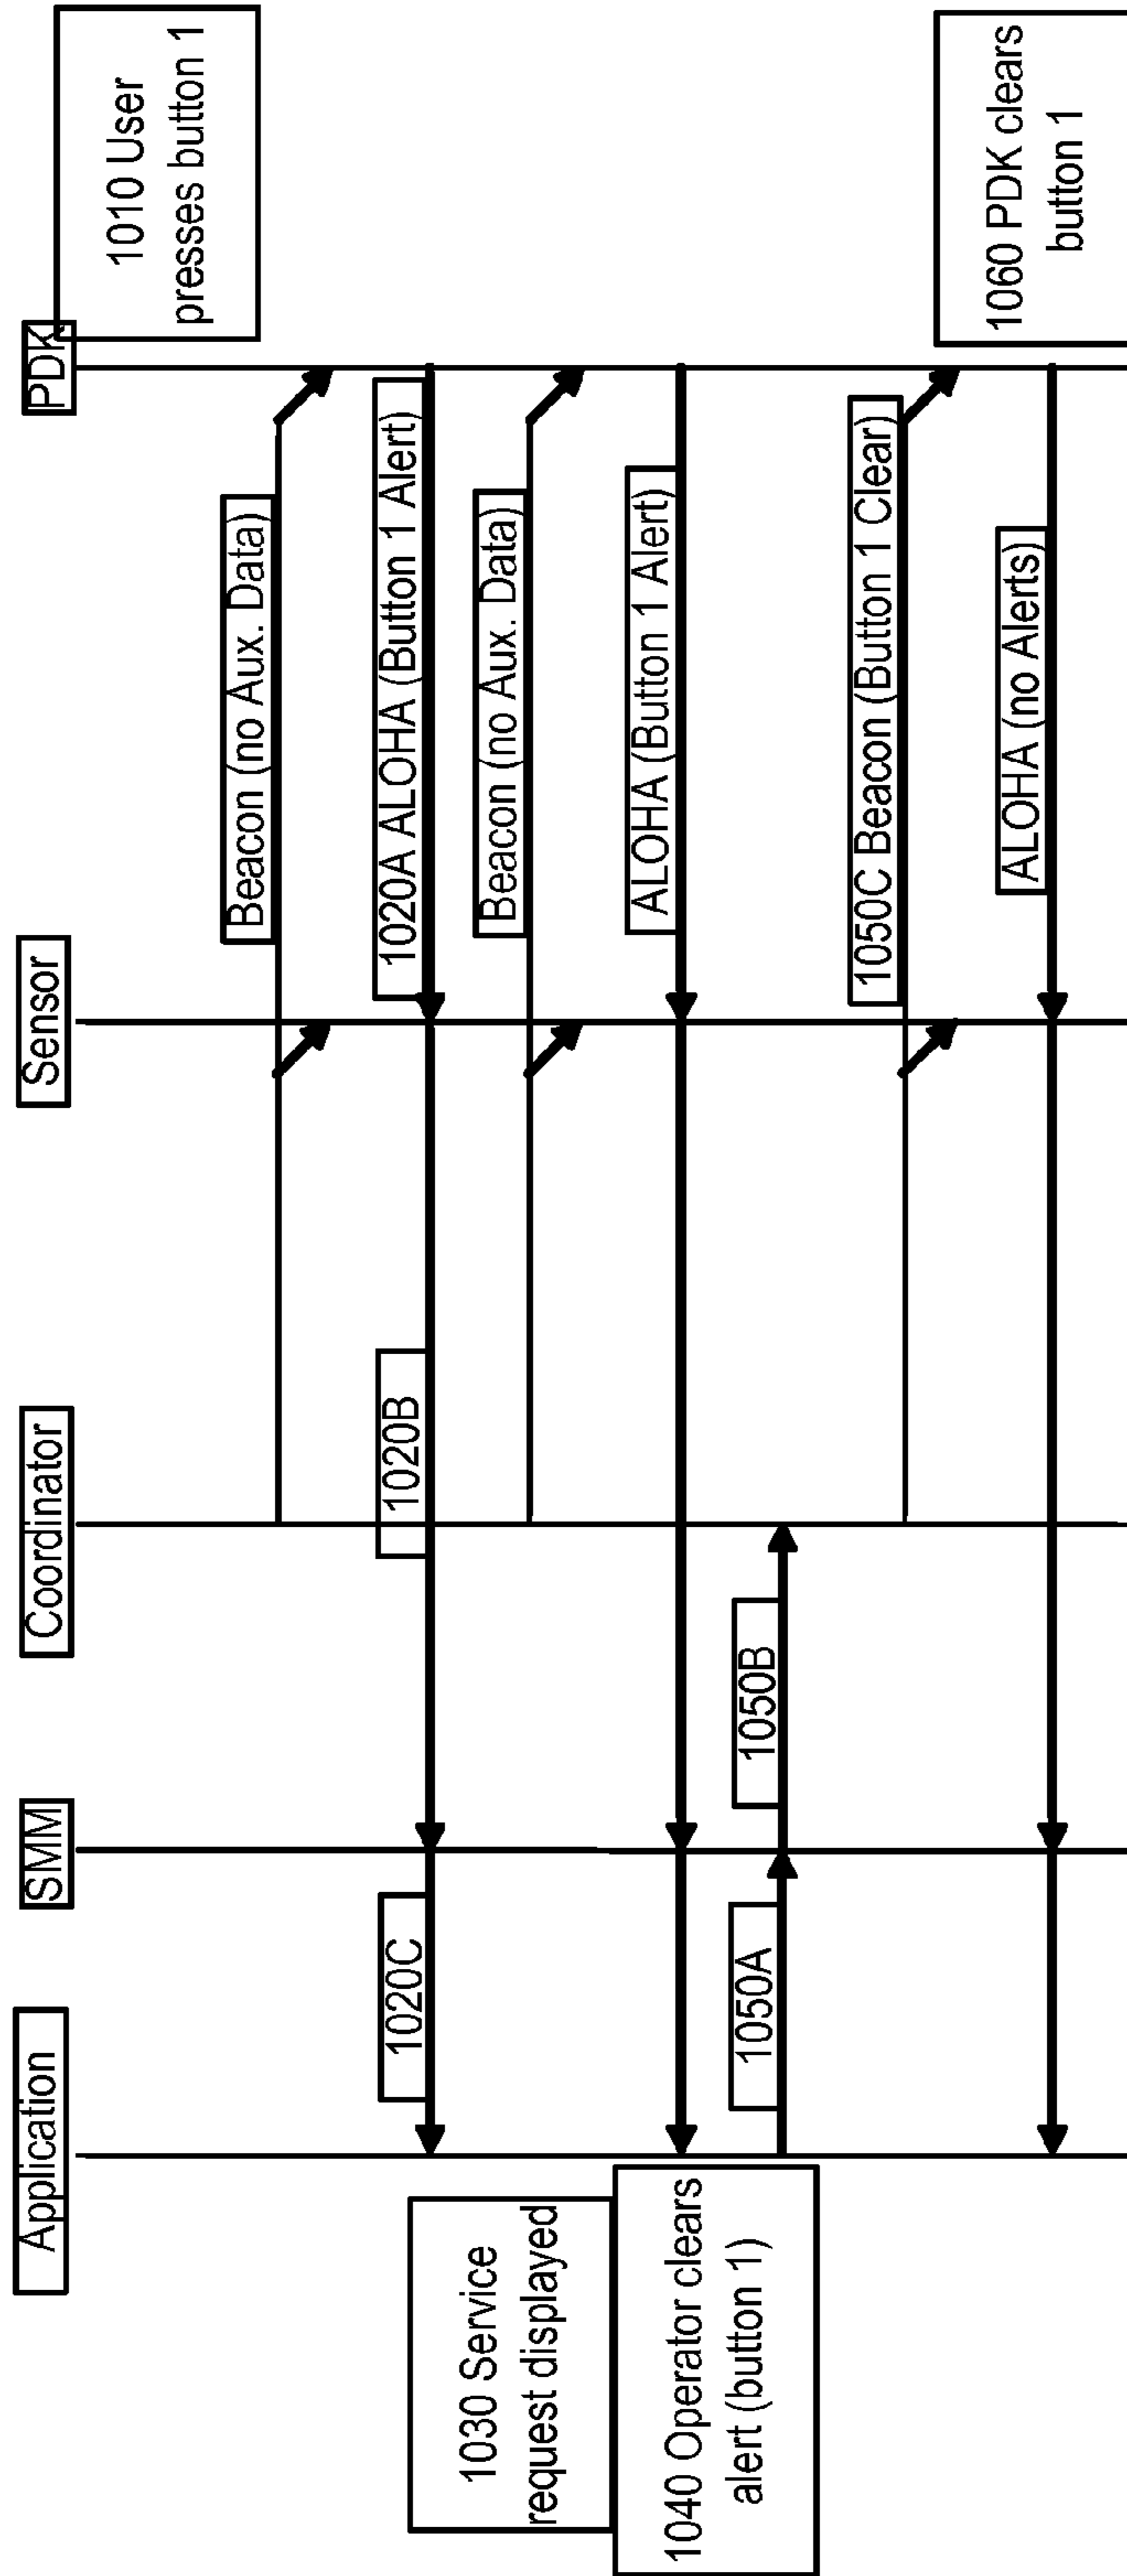 Application
SMM
Coordinator
Sensor
PDK
1010 User
presses button 1
Beacon (no Aux. Data)
1020C
1020B
1020A ALOHA (Button 1 Alert)
1030 Service
request displayed
Beacon (no Aux. Data)
ALOHA (Button 1 Alert)
1040 Operator clears
alert (button 1)
1050A
1050B
1050C Beacon (Button 1 Clear)
1060 PDK clears
button 1
ALOHA (no Alerts)